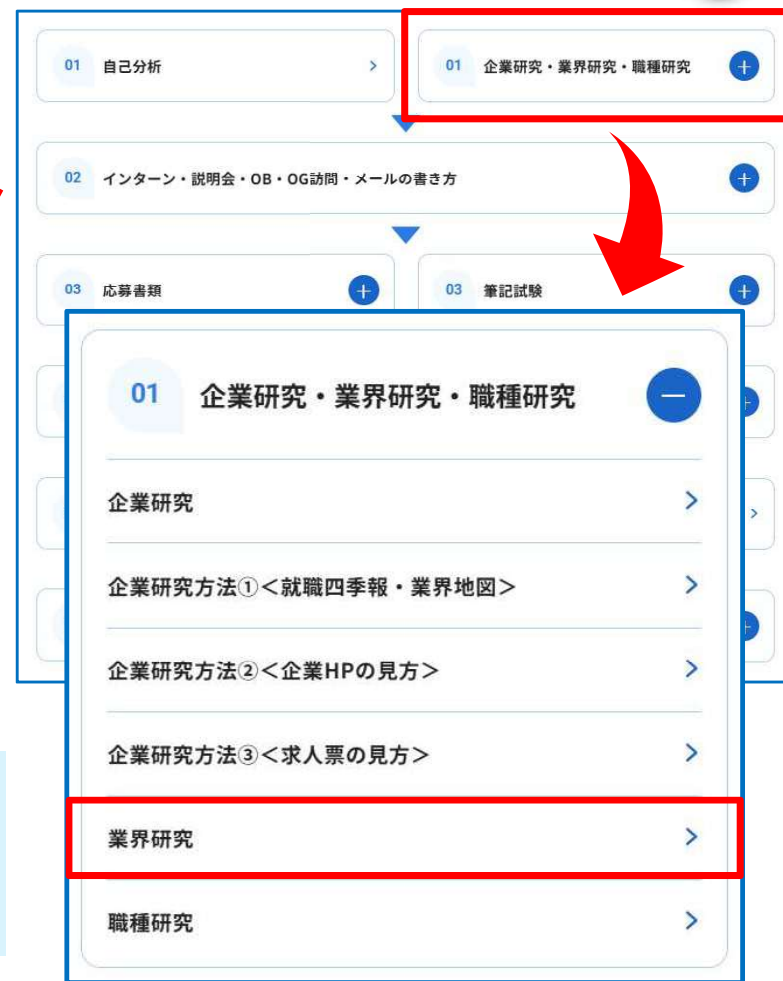 01 自己分析
01 企業研究・業界研究・職種研究
02 インターン・説明会・OB・OG訪問・メールの書き方
03 応募書類
03 筆記試験
01 企業研究・業界研究・職種研究
企業研究
企業研究方法①<就職四季報・業界地図>
企業研究方法②<企業HPの見方>
企業研究方法③<求人票の見方>
業界研究
職種研究